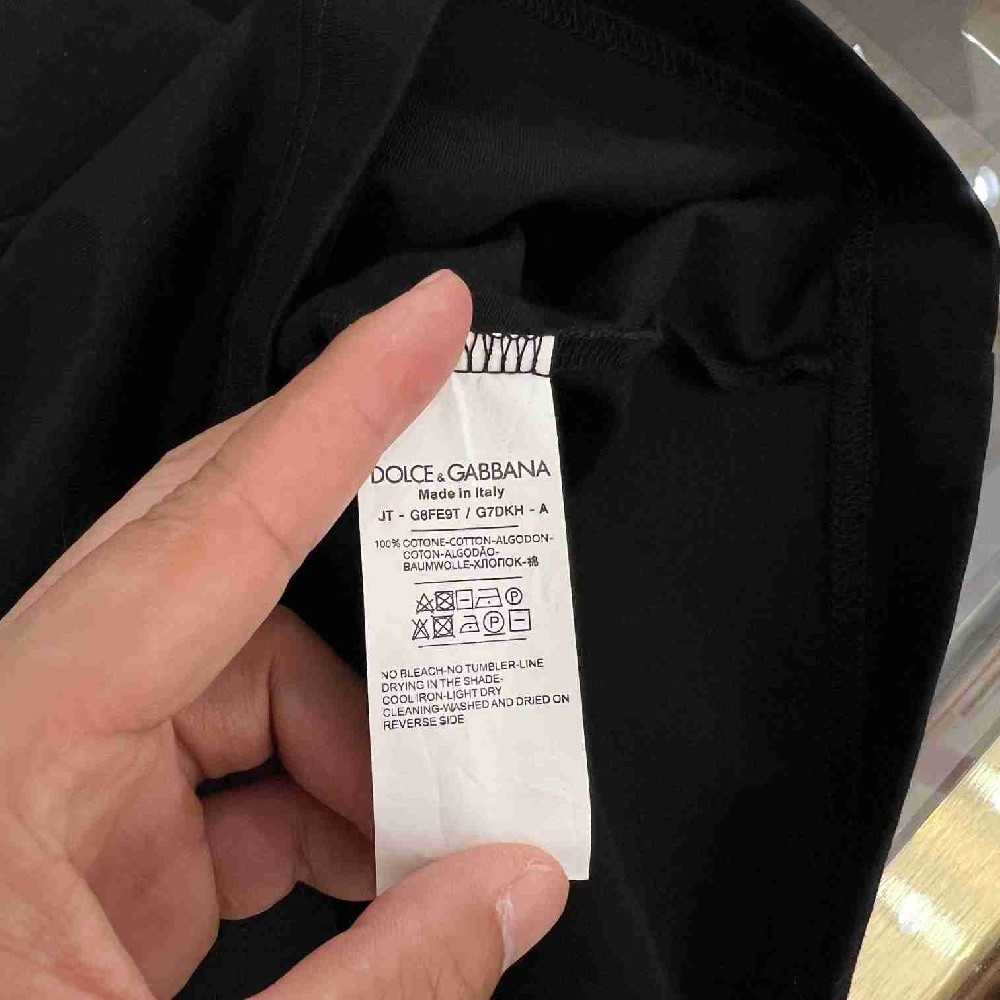 DOLCE & GABBANA
Made in Italy
JT - G8FE9T / G7DKH - A
100% COTONE-COTTON-ALGODON-
COTON-ALGODÃO-
BAUMWOLLE-ХЛОПОК-棉
P
P
NO BLEACH-NO TUMBLER-LINE
DRYING IN THE SHADE-
COOL IRON-LIGHT DRY
CLEANING-WASHED AND DRIED ON
REVERSE SIDE